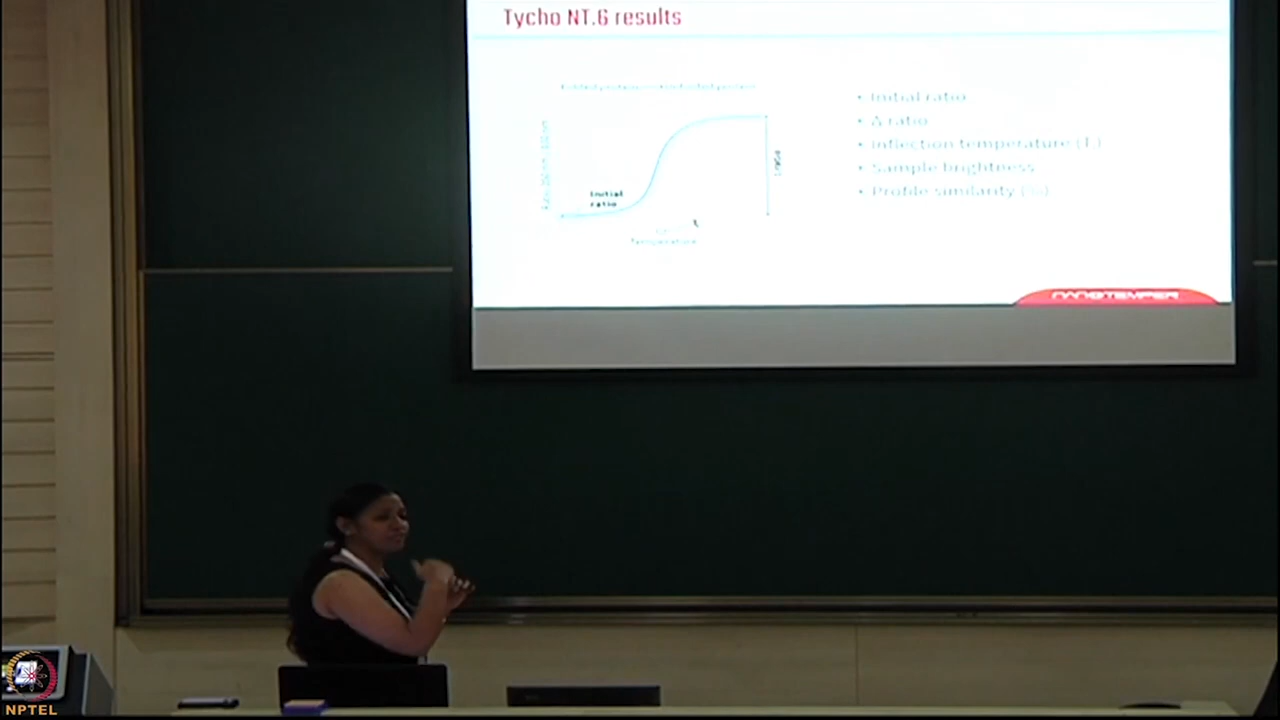 Tycho NT.6 results
Initial
ratio
Temperature
• Initial ratio
• Δ ratio
• Inflection temperature (Tᵢ)
• Sample brightness
• Profile similarity (%)
NANOTEMPER
NPTEL